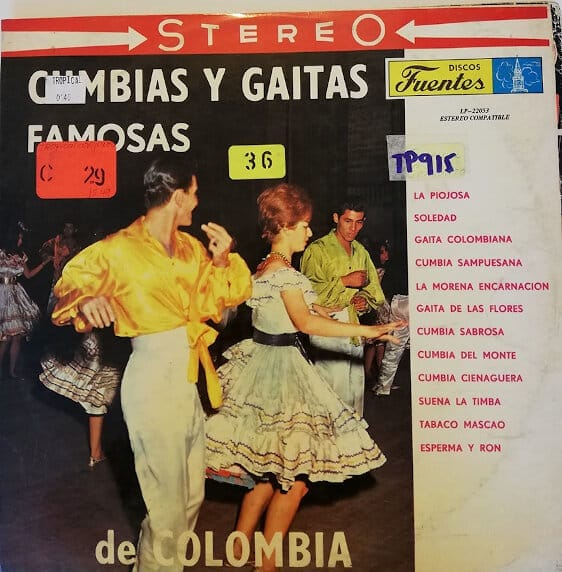 STEREO
CUMBIAS Y GAITAS
FAMOSAS
TROPICAL
C 29
36
TP915
DISCOS
Fuentes
LP-22053
ESTEREO COMPATIBLE
LA PIOJOSA
SOLEDAD
GAITA COLOMBIANA
CUMBIA SAMPUESANA
LA MORENA ENCARNACION
GAITA DE LAS FLORES
CUMBIA SABROSA
CUMBIA DEL MONTE
CUMBIA CIENAGUERA
SUENA LA TIMBA
TABACO MASCAO
ESPERMA Y RON
de COLOMBIA